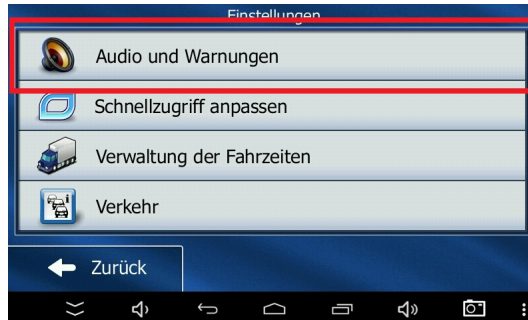 Einstellungen
Audio und Warnungen
Schnellzugriff anpassen
Verwaltung der Fahrzeiten
Verkehr
Zurück